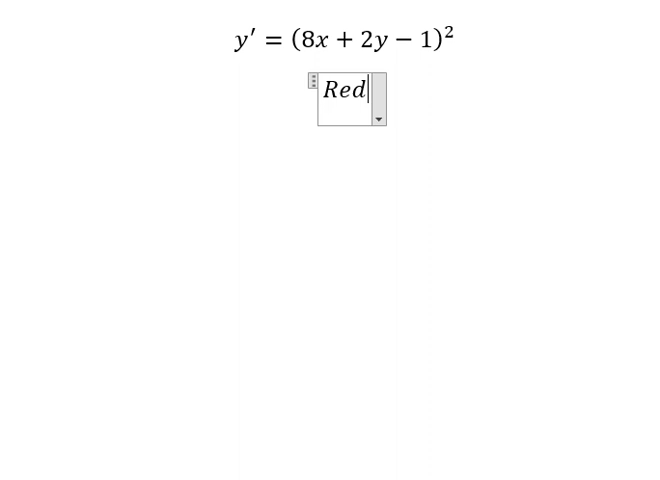 y′ = (8x + 2y − 1)²
Red